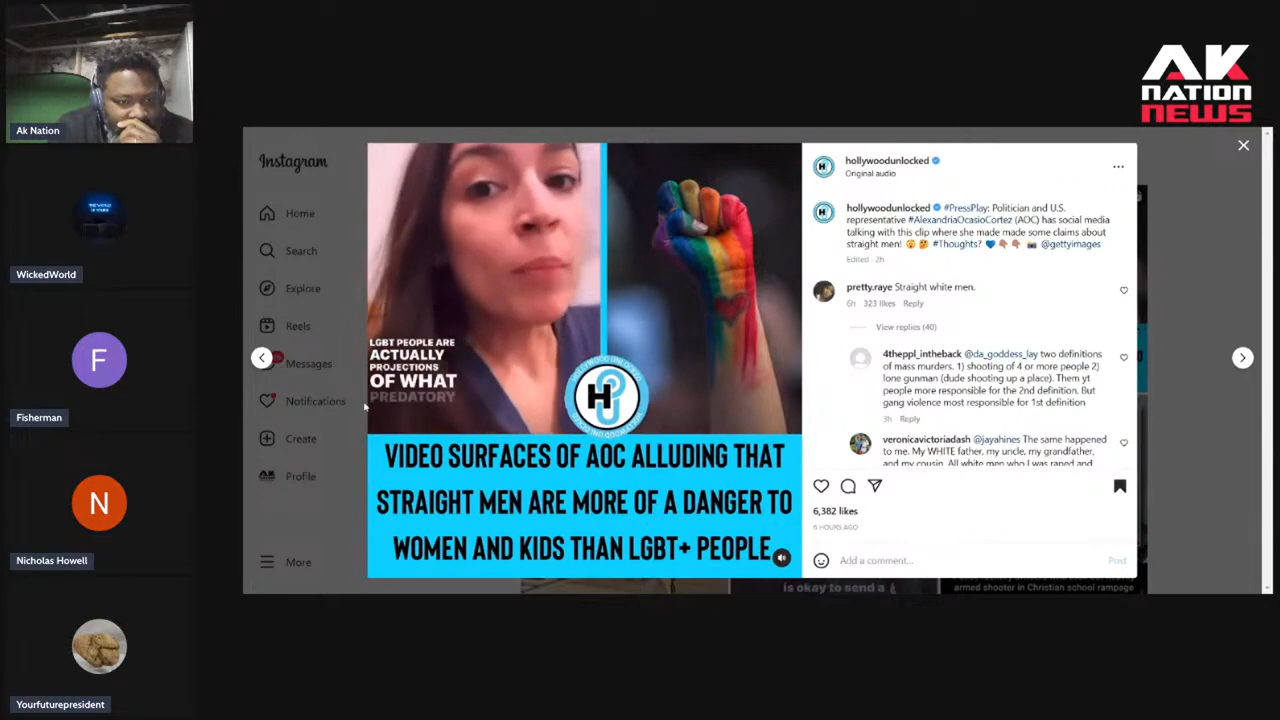 Ak Nation
THE WORLD
IS YOURS
WickedWorld
F
Fisherman
N
Nicholas Howell
Yourfuturepresident
AK
NATION
NEWS
Instagram
Home
Search
Explore
Reels
Messages
Notifications
Create
Profile
More
LGBT PEOPLE ARE
ACTUALLY
PROJECTIONS
OF WHAT
PREDATORY
H
VIDEO SURFACES OF AOC ALLUDING THAT
STRAIGHT MEN ARE MORE OF A DANGER TO
WOMEN AND KIDS THAN LGBT+ PEOPLE
hollywoodunlocked
Original audio
hollywoodunlocked #PressPlay: Politician and U.S.
representative #AlexandriaOcasioCortez (AOC) has social media
talking with this clip where she made made some claims about
straight men! #Thoughts? @gettyimages
Edited · 2h
pretty.raye Straight white men.
6h 323 likes Reply
View replies (40)
4theppl_intheback @da_goddess_lay two definitions
of mass murders. 1) shooting of 4 or more people 2)
lone gunman (dude shooting up a place). Them yt
people more responsible for the 2nd definition. But
gang violence most responsible for 1st definition
3h Reply
veronicavictoriadash @jayahines The same happened
to me. My WHITE father, my uncle, my grandfather,
and my cousin. All white men who I was raped and
6,382 likes
6 HOURS AGO
Add a comment...
Post
is okay to send a
armed shooter in Christian school rampage